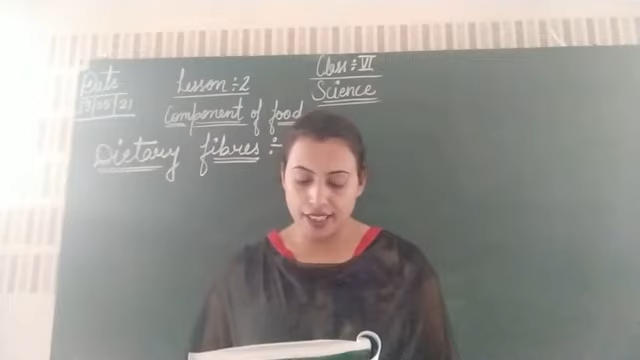 Date
Lesson ÷ 2
Class ÷ VI
Science
Component of food
Dietary fibres ÷